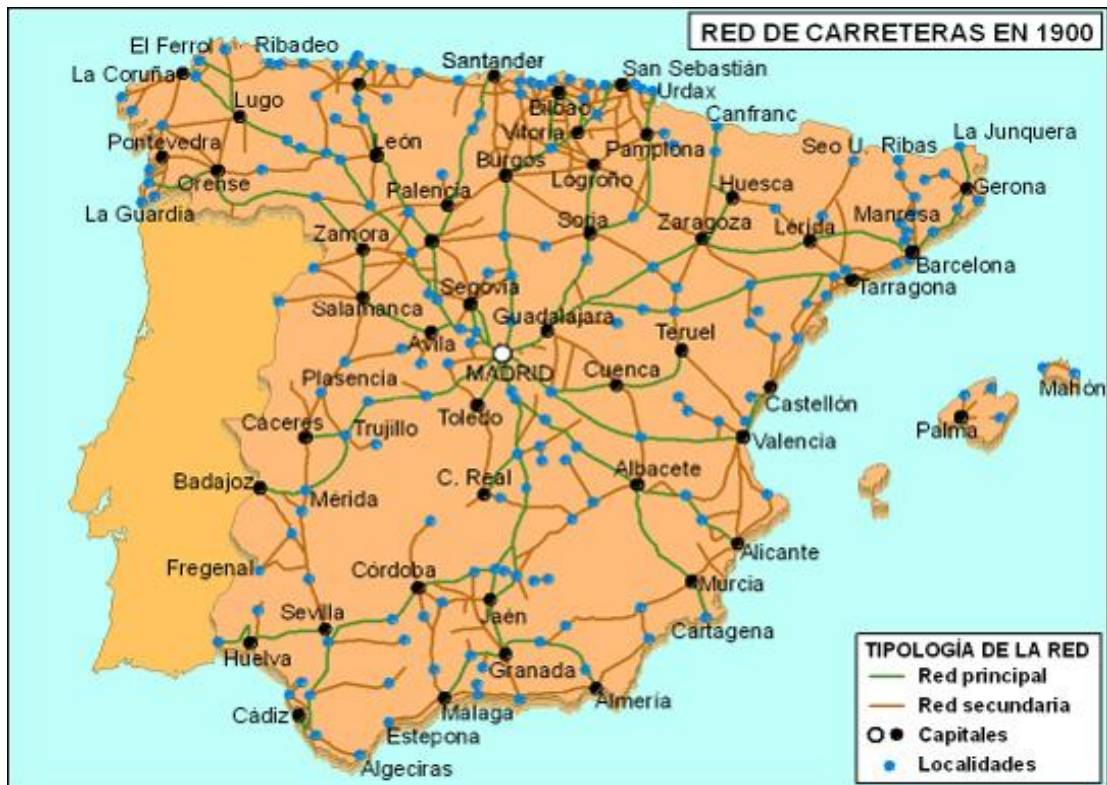 RED DE CARRETERAS EN 1900
El Ferrol
Ribadeo
Santander
San Sebastián
La Coruña
Urdax
Bilbao
Lugo
Canfranc
Vitoria
La Junquera
Pontevedra
León
Pamplona
Seo U.
Ribas
Burgos
Orense
Logroño
Huesca
Gerona
Palencia
La Guardia
Soria
Zaragoza
Lérida
Manresa
Zamora
Barcelona
Segovia
Tarragona
Salamanca
Guadalajara
Teruel
Avila
MADRID
Cuenca
Plasencia
Mahón
Toledo
Castellón
Cáceres
Trujillo
Palma
Valencia
Badajoz
C. Real
Albacete
Mérida
Alicante
Fregenal
Córdoba
Murcia
Sevilla
Jaén
Cartagena
Huelva
Granada
Almería
Cádiz
Málaga
Estepona
Algeciras
TIPOLOGÍA DE LA RED
Red principal
Red secundaria
Capitales
Localidades